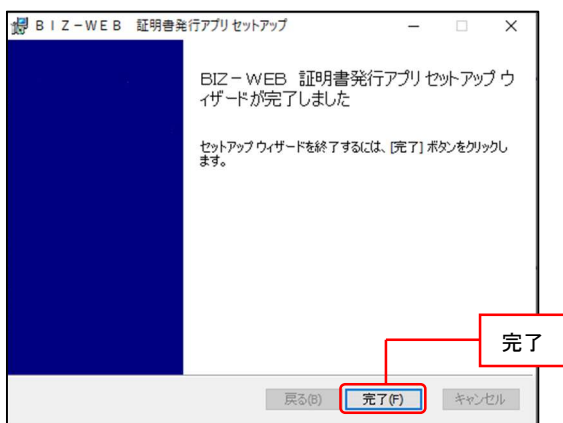 ＢＩＺ－ＷＥＢ　証明書発行アプリ セットアップ
ＢＩＺ－ＷＥＢ　証明書発行アプリ セットアップ ウ
ィザードが完了しました
セットアップ ウィザードを終了するには、[完了] ボタンをクリックし
ます。
完了
戻る(B) 完了(F) キャンセル